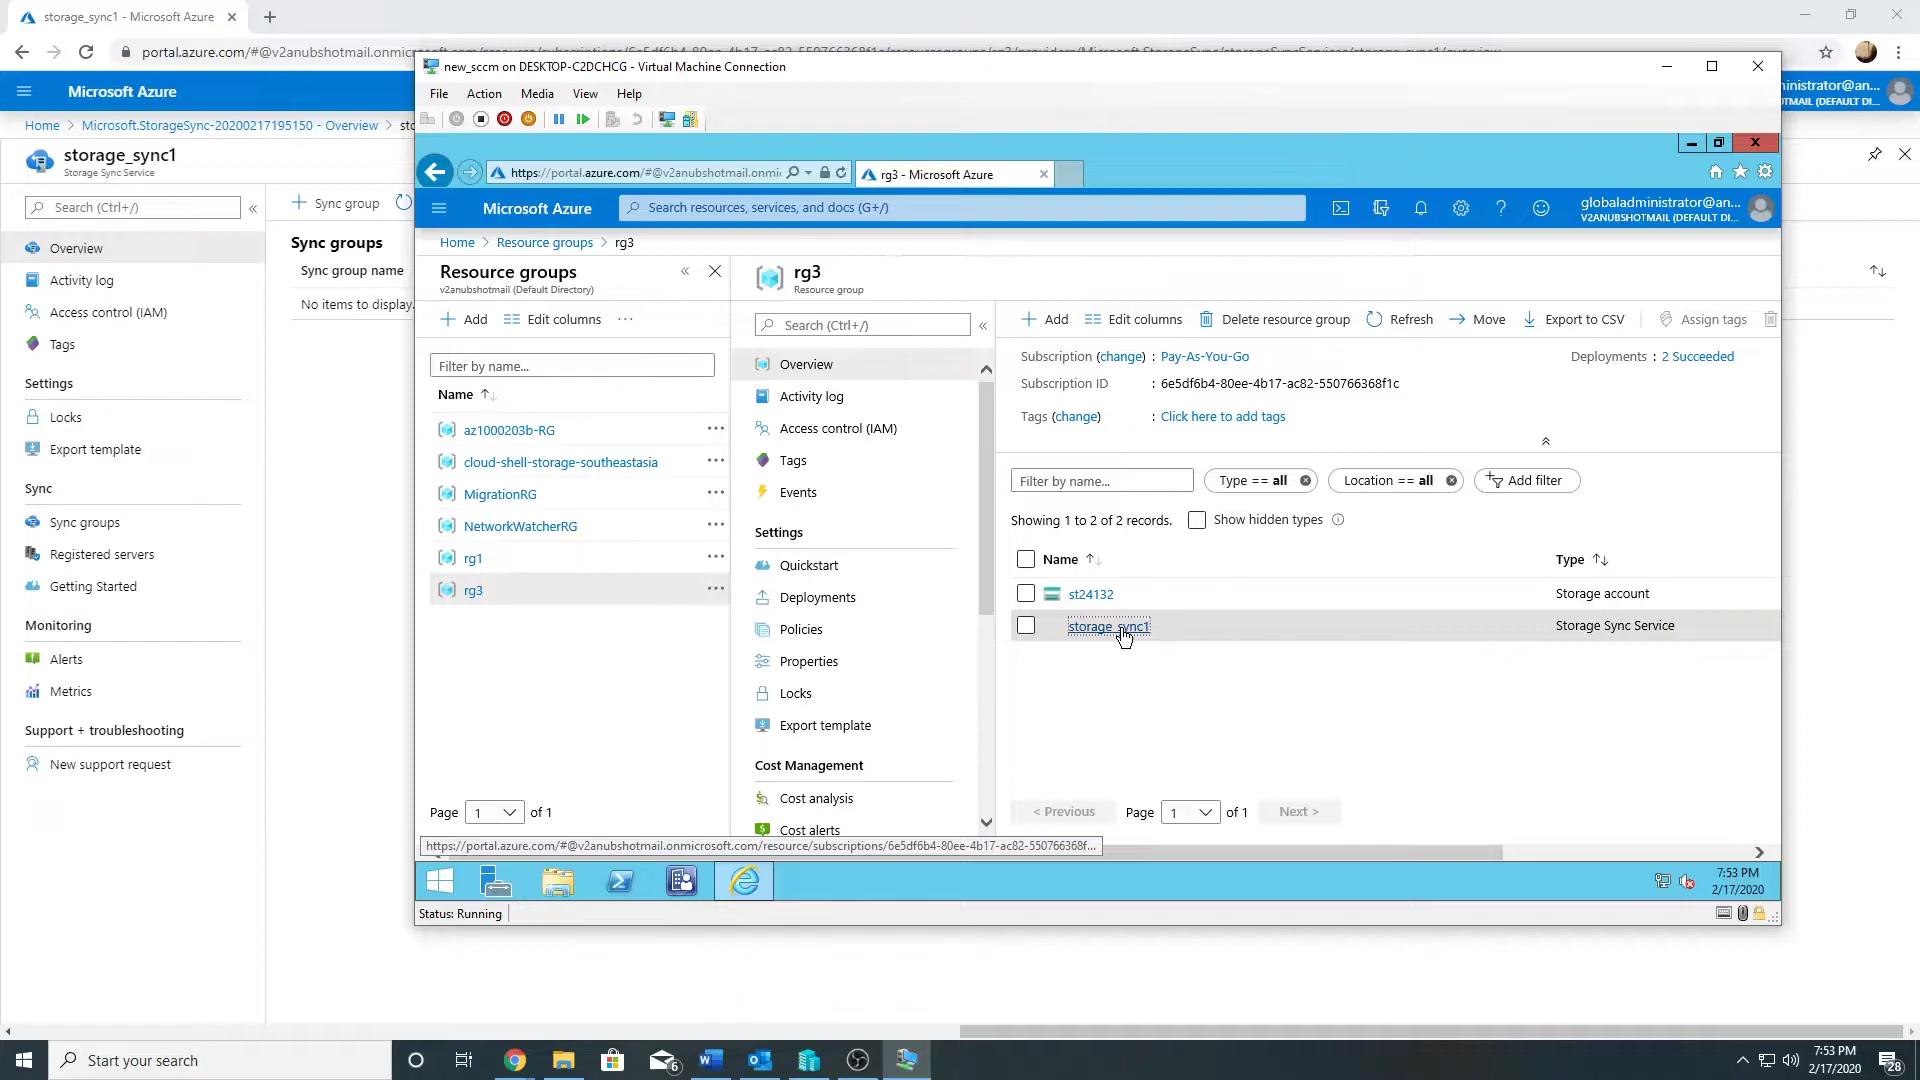 storage_sync1 - Microsoft Azure
new_sccm on DESKTOP-C2DCHCG - Virtual Machine Connection
File Action Media View Help
Microsoft Azure
inistrator@an...
Home > Microsoft.StorageSync-20200217195150 - Overview >
storage_sync1
Storage Sync Service
Search (Ctrl+/)
Overview
Activity log
Access control (IAM)
Tags
Settings
Locks
Export template
Sync
Sync groups
Registered servers
Getting Started
Monitoring
Alerts
Metrics
Support + troubleshooting
New support request
Sync group
Sync groups
Sync group name
No items to display.
https://portal.azure.com/#@v2anubshotmail.onmi
rg3 - Microsoft Azure
Microsoft Azure
Search resources, services, and docs (G+/)
globaladministrator@an...
V2ANUBSHOTMAIL (DEFAULT DI...
Home > Resource groups > rg3
Resource groups
v2anubshotmail (Default Directory)
Add Edit columns ...
Filter by name...
Name
az1000203b-RG
cloud-shell-storage-southeastasia
MigrationRG
NetworkWatcherRG
rg1
rg3
Page 1 of 1
rg3
Resource group
Search (Ctrl+/)
Overview
Activity log
Access control (IAM)
Tags
Events
Settings
Quickstart
Deployments
Policies
Properties
Locks
Export template
Cost Management
Cost analysis
Cost alerts
Add Edit columns Delete resource group Refresh Move Export to CSV Assign tags
Subscription (change) : Pay-As-You-Go
Deployments : 2 Succeeded
Subscription ID : 6e5df6b4-80ee-4b17-ac82-550766368f1c
Tags (change) : Click here to add tags
Filter by name...
Type == all
Location == all
Add filter
Showing 1 to 2 of 2 records.
Show hidden types
Name Type
st24132 Storage account
storage_sync1 Storage Sync Service
< Previous Page 1 of 1 Next >
https://portal.azure.com/#@v2anubshotmail.onmicrosoft.com/resource/subscriptions/6e5df6b4-80ee-4b17-ac82-550766368f...
7:53 PM
2/17/2020
Status: Running
Start your search
6
7:53 PM
2/17/2020
28